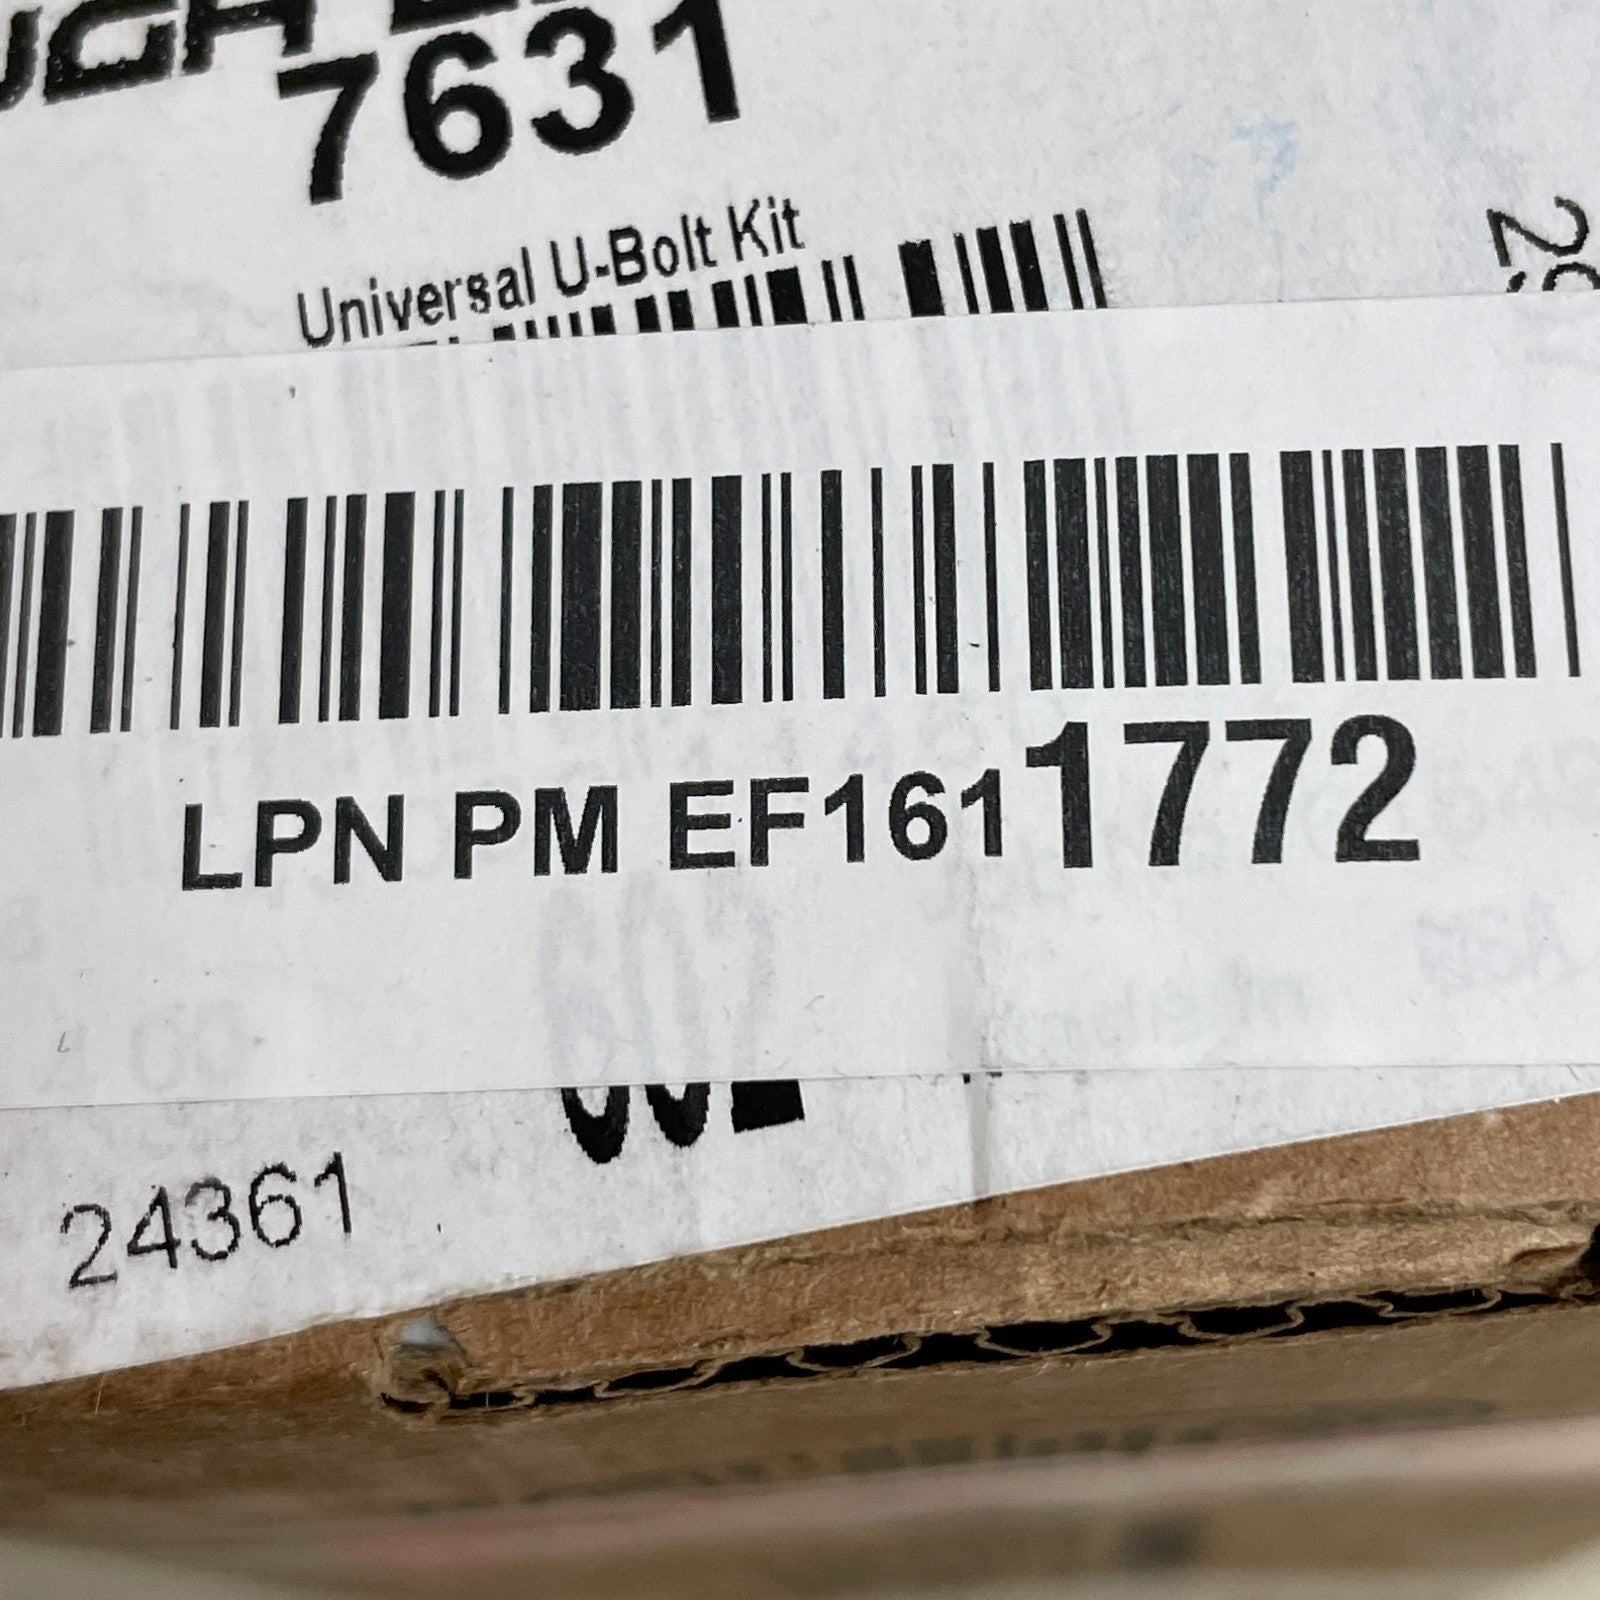 7631
Universal U-Bolt Kit
LPN PM EF1611772
24361